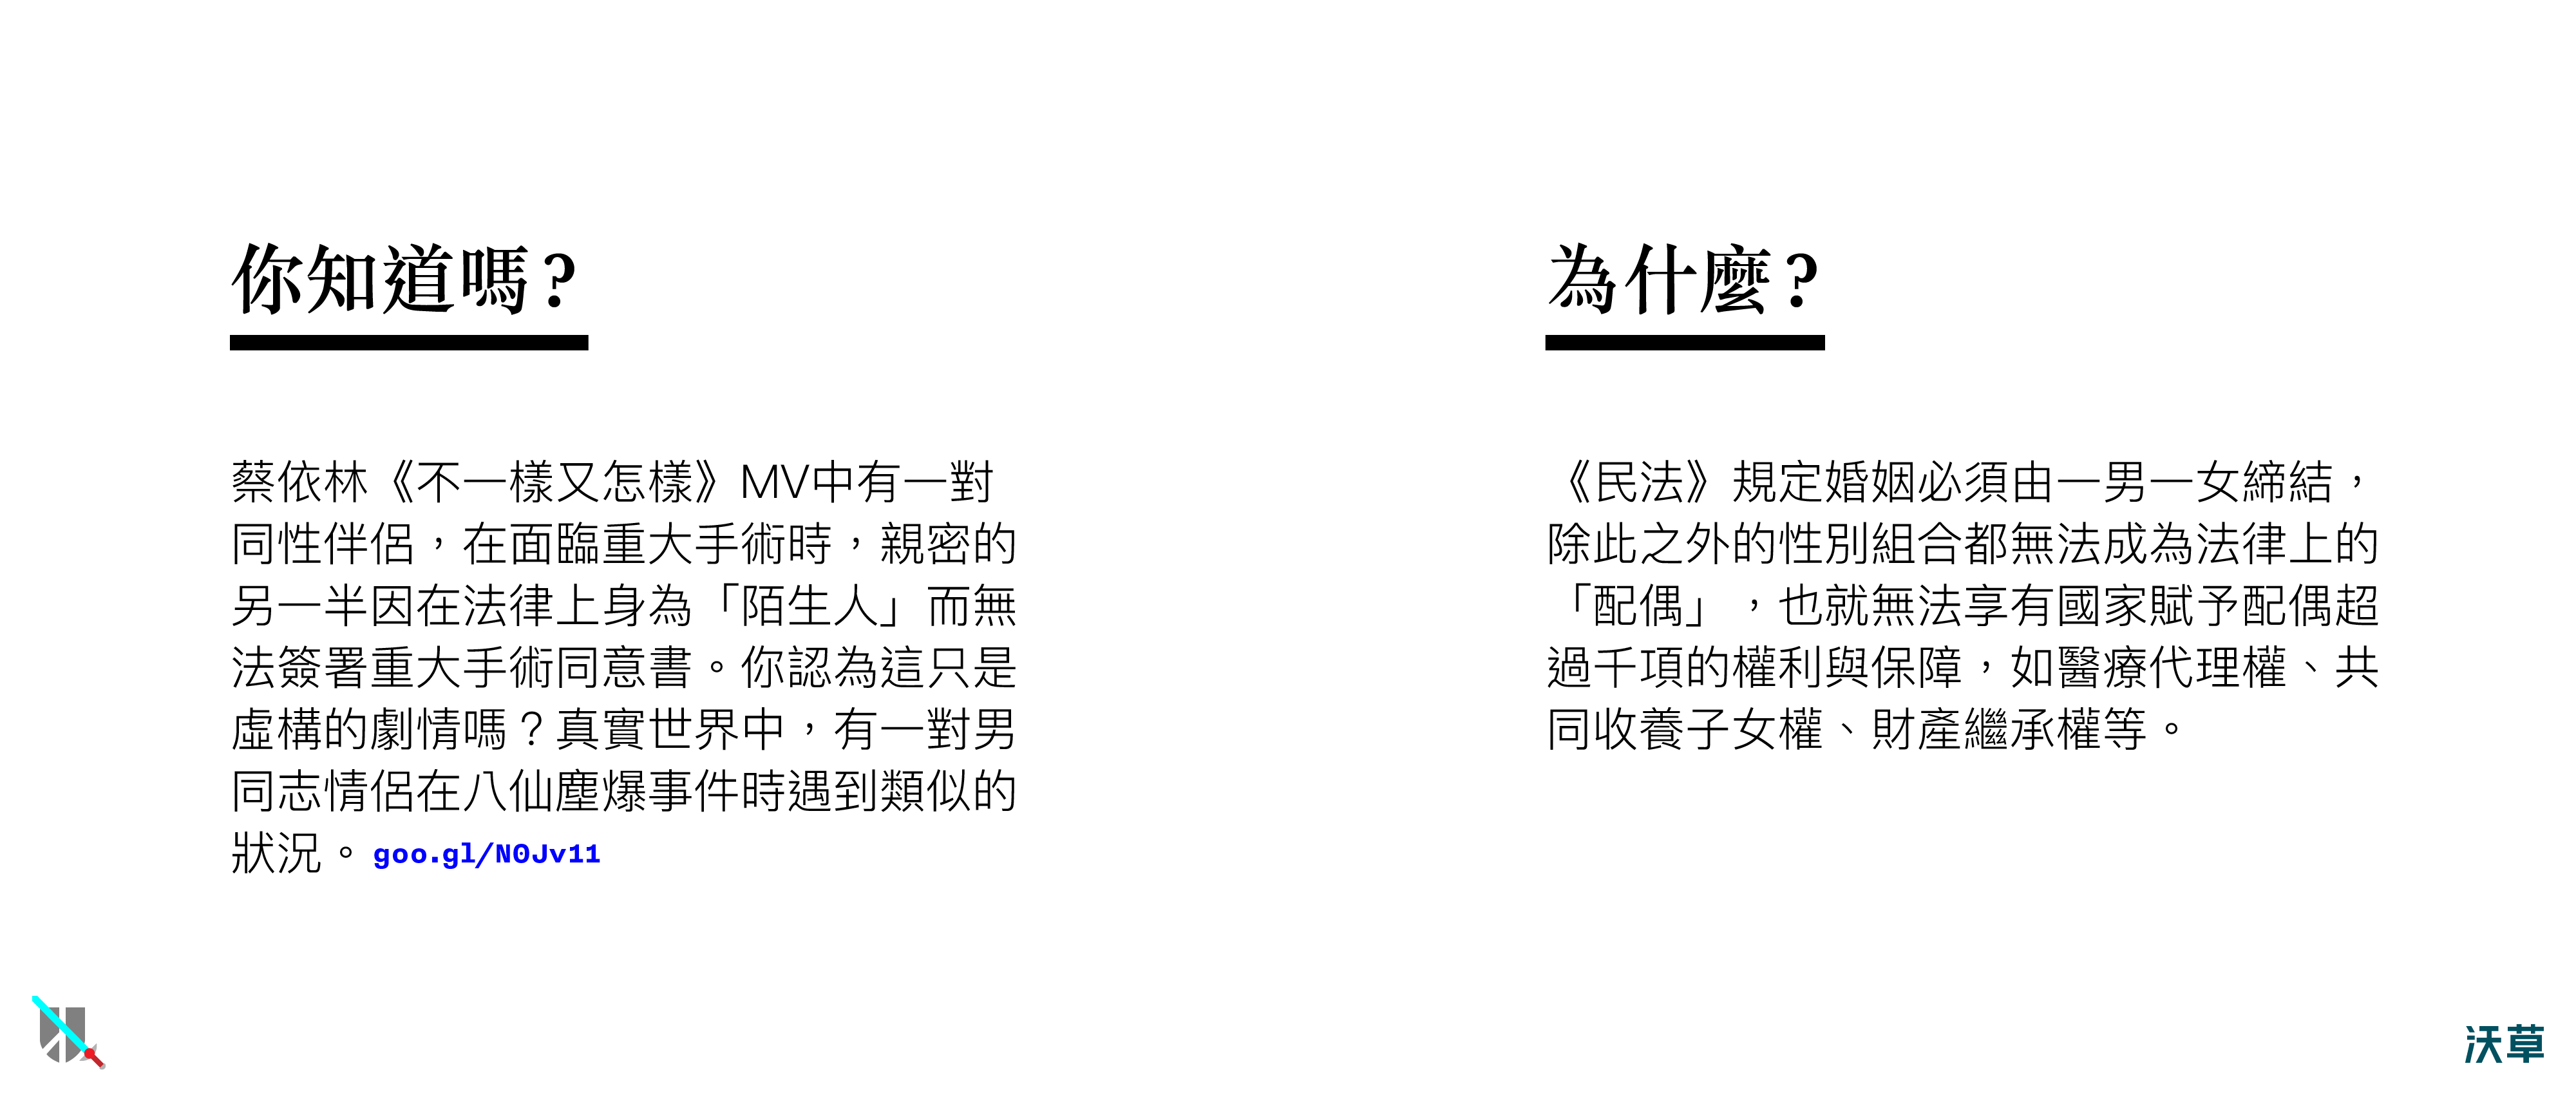 你知道嗎？
蔡依林《不一樣又怎樣》MV中有一對
同性伴侶，在面臨重大手術時，親密的
另一半因在法律上身為「陌生人」而無
法簽署重大手術同意書。你認為這只是
虛構的劇情嗎？真實世界中，有一對男
同志情侶在八仙塵爆事件時遇到類似的
狀況。goo.gl/N0Jv11
為什麼？
《民法》規定婚姻必須由一男一女締結，
除此之外的性別組合都無法成為法律上的
「配偶」，也就無法享有國家賦予配偶超
過千項的權利與保障，如醫療代理權、共
同收養子女權、財產繼承權等。
沃草